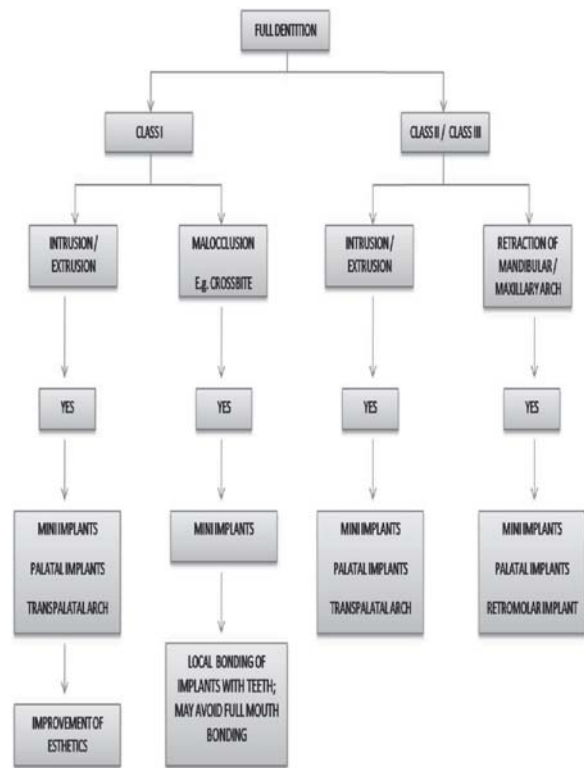 FULL DENTITION
CLASS I
CLASS II / CLASS III
INTRUSION /
EXTRUSION
MALOCCLUSION
E.g. CROSSBITE
INTRUSION /
EXTRUSION
RETRACTION OF
MANDIBULAR /
MAXILLARY ARCH
YES
YES
YES
YES
MINI IMPLANTS
PALATAL IMPLANTS
TRANSPALATAL ARCH
MINI IMPLANTS
MINI IMPLANTS
PALATAL IMPLANTS
TRANSPALATAL ARCH
MINI IMPLANTS
PALATAL IMPLANTS
RETROMOLAR IMPLANT
IMPROVEMENT OF
ESTHETICS
LOCAL BONDING OF
IMPLANTS WITH TEETH;
MAY AVOID FULL MOUTH
BONDING